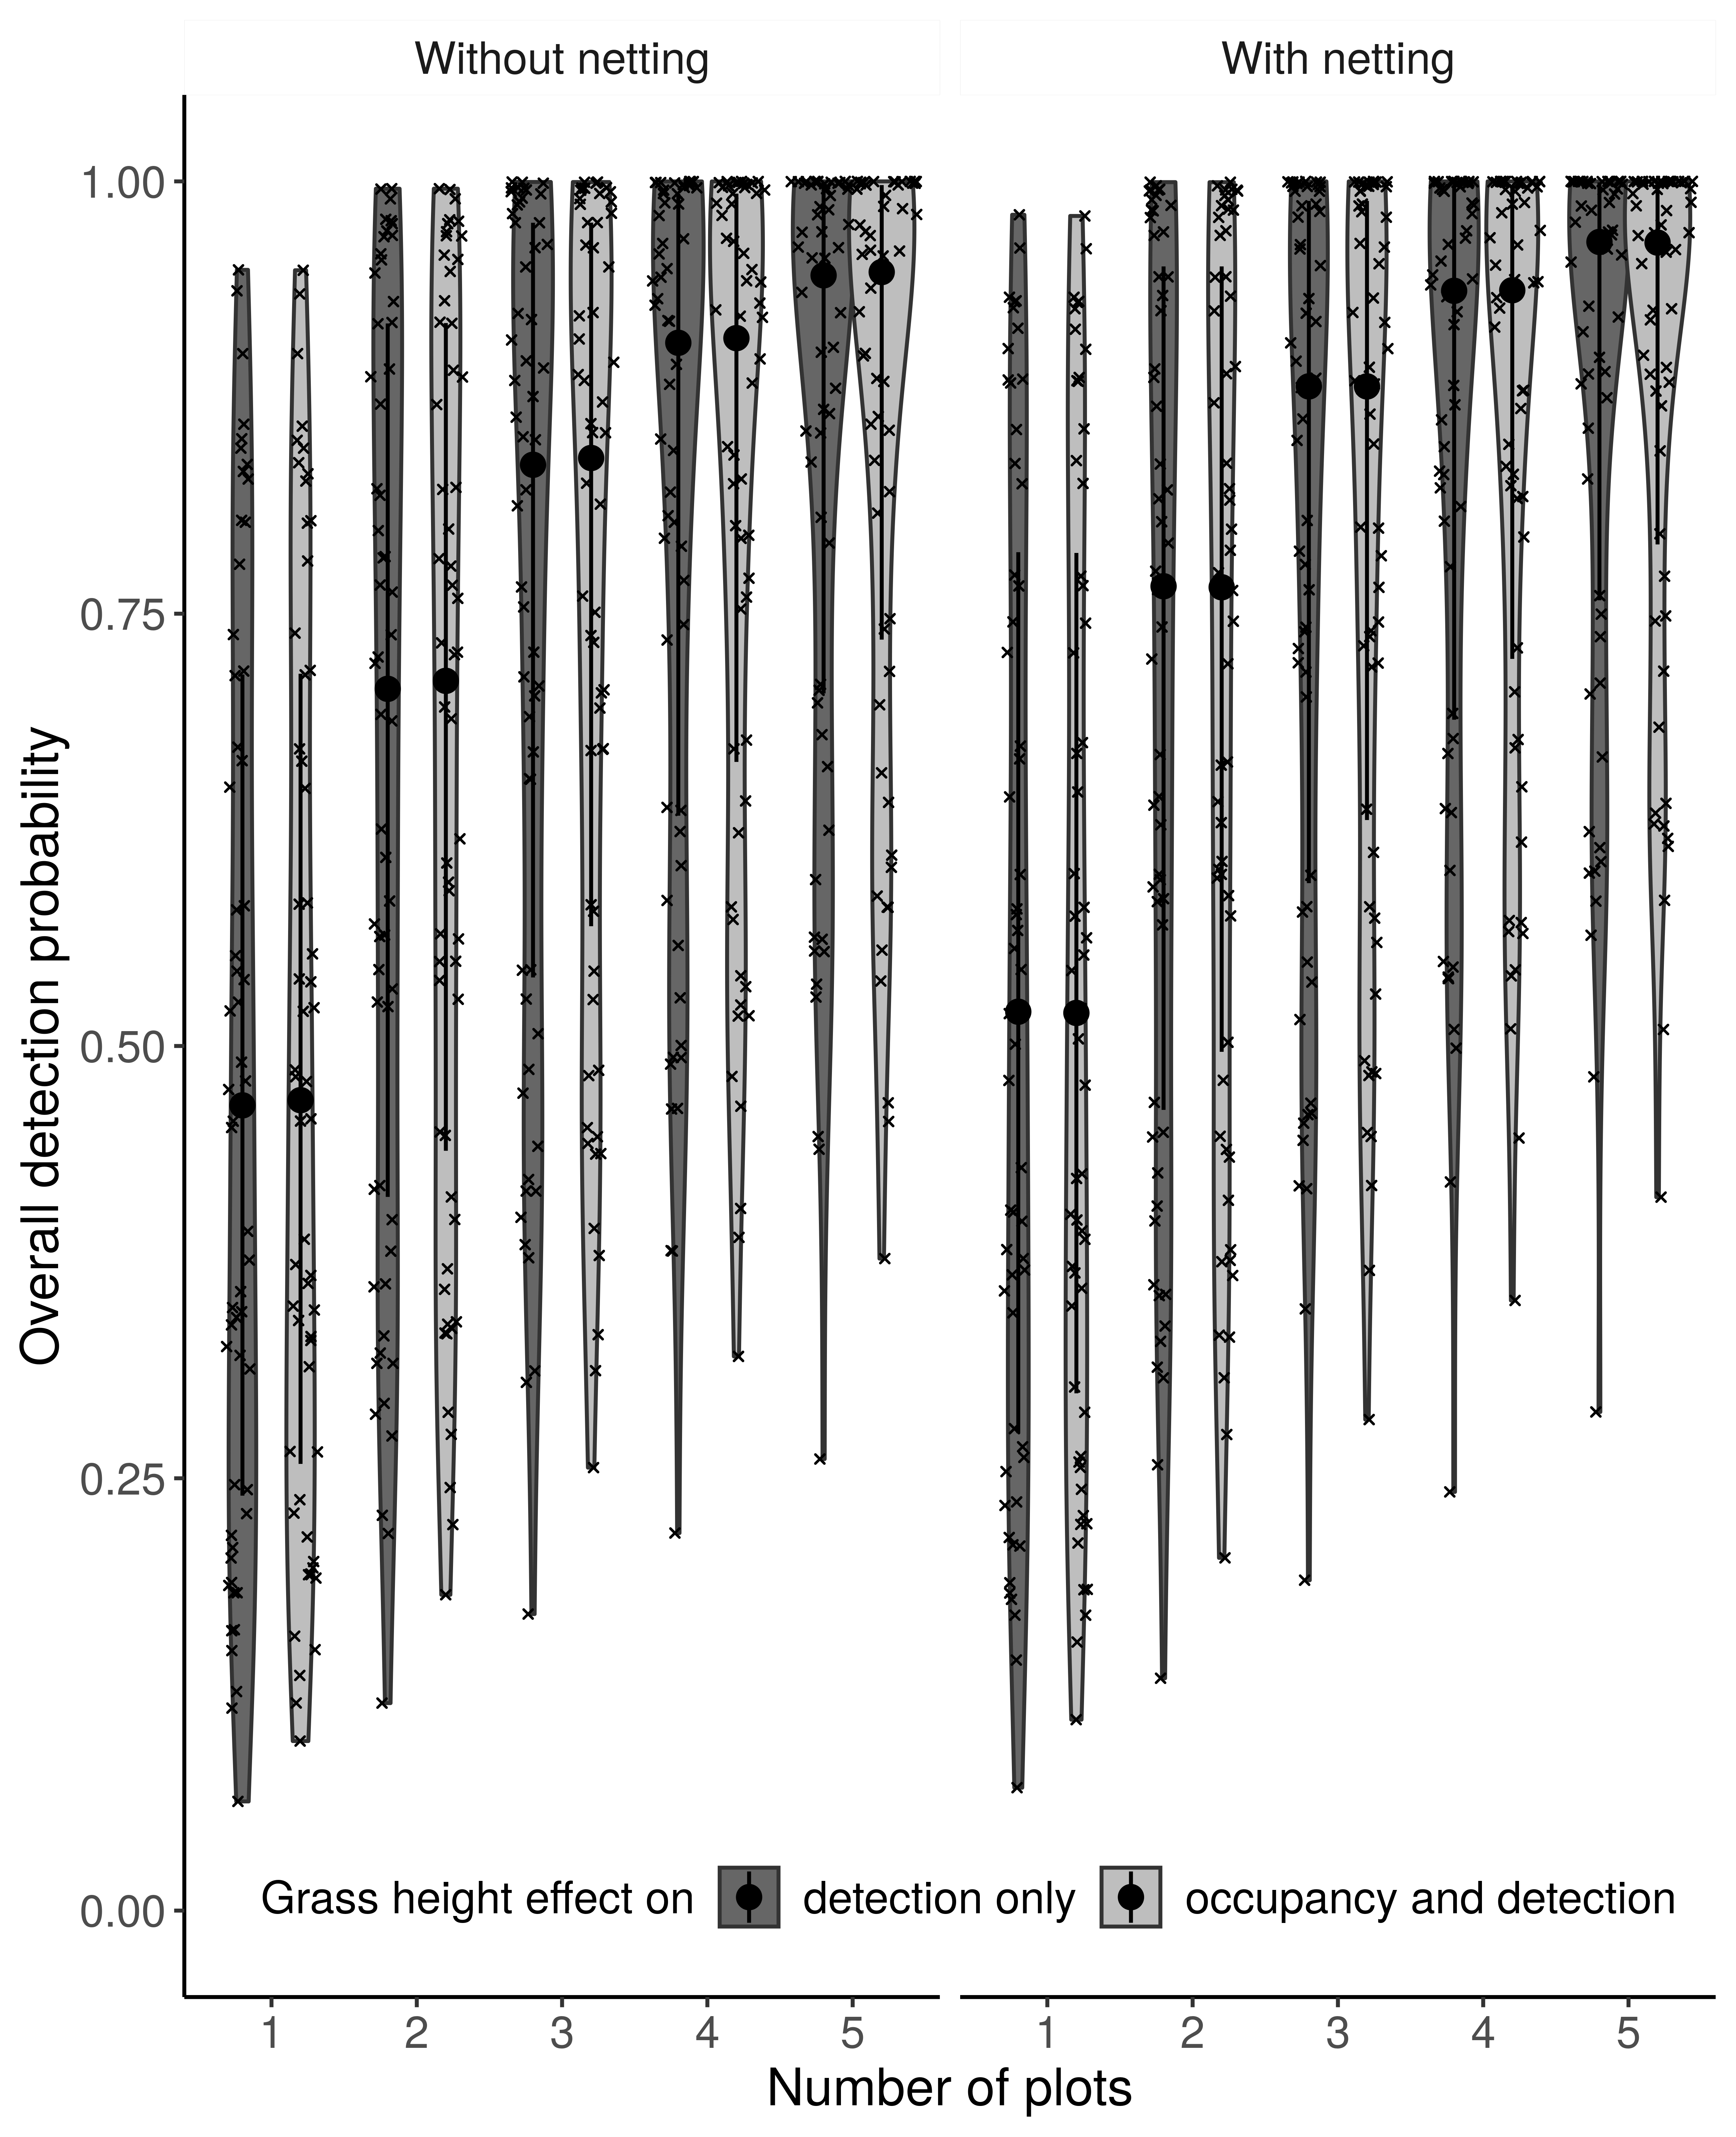 Without netting
With netting
Overall detection probability
1.00
0.75
0.50
0.25
0.00
Grass height effect on detection only occupancy and detection
1 2 3 4 5
1 2 3 4 5
Number of plots